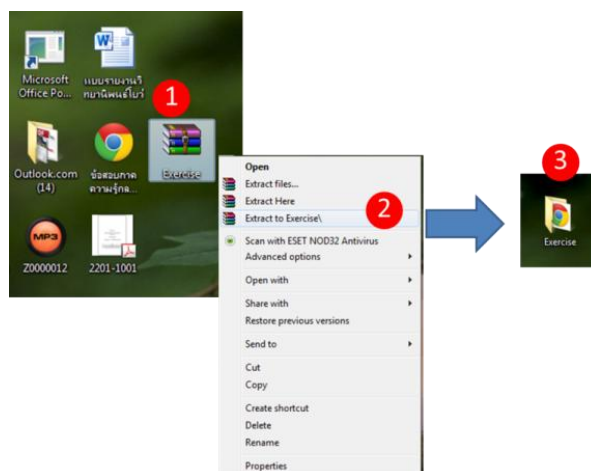 Microsoft
Office Po...
แบบรายงานวิ
ทยานิพนธ์โยว่
1
Outlook.com
(14)
ข้อสอบภาค
ความรู้กล...
Exercise
MP3
Z0000012
2201-1001
Open
Extract files...
Extract Here
Extract to Exercise\
2
Scan with ESET NOD32 Antivirus
Advanced options
Open with
Share with
Restore previous versions
Send to
Cut
Copy
Create shortcut
Delete
Rename
Properties
3
Exercise